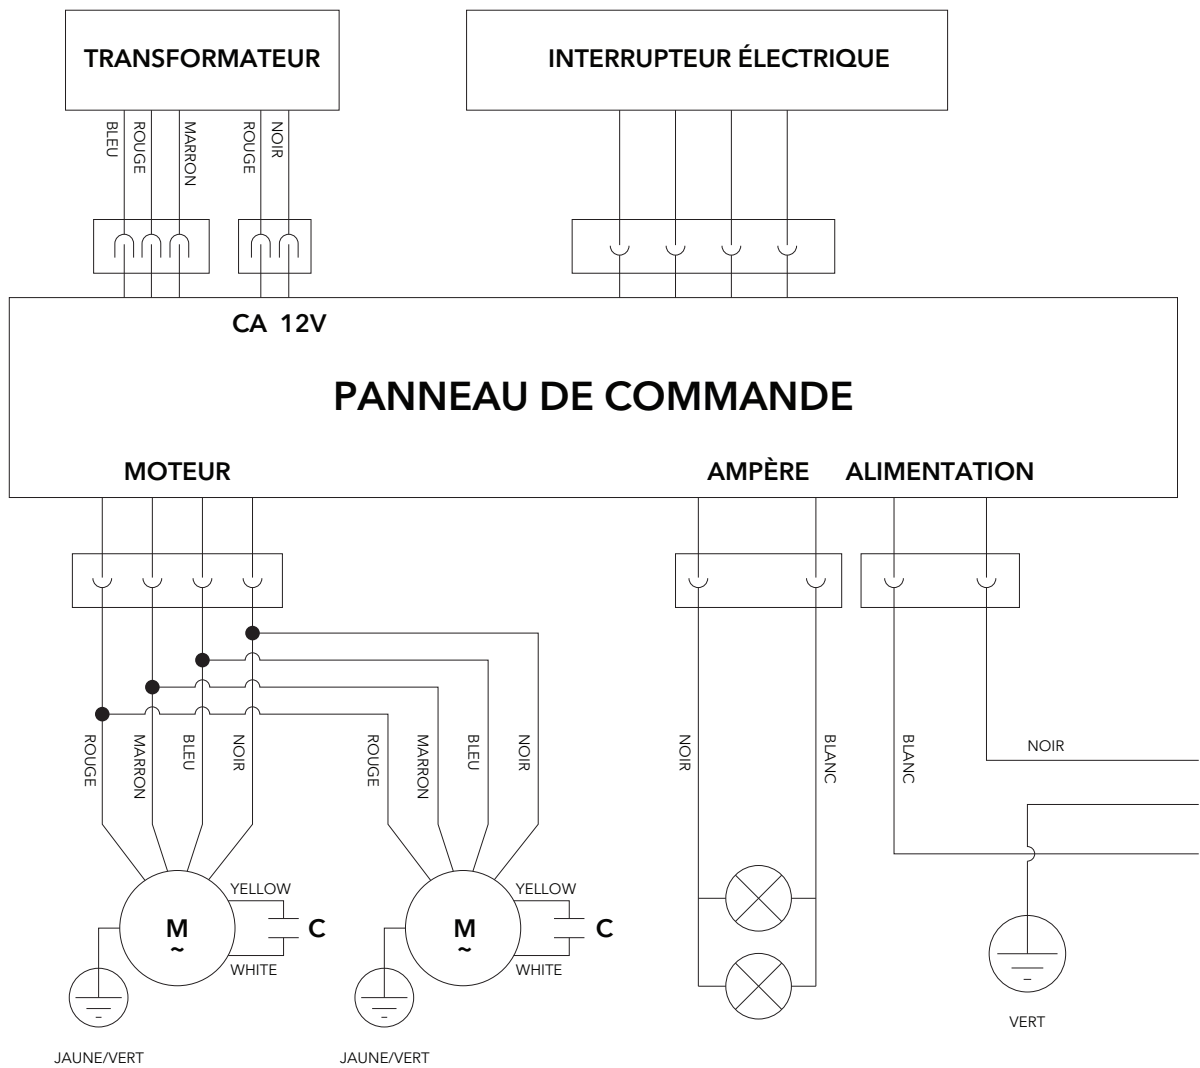 TRANSFORMATEUR
INTERRUPTEUR ÉLECTRIQUE
BLEU
ROUGE
MARRON
ROUGE
NOIR
CA 12V
PANNEAU DE COMMANDE
MOTEUR
AMPÈRE
ALIMENTATION
ROUGE
MARRON
BLEU
NOIR
ROUGE
MARRON
BLEU
NOIR
NOIR
BLANC
BLANC
NOIR
YELLOW
M
~
C
WHITE
YELLOW
M
~
C
WHITE
VERT
JAUNE/VERT
JAUNE/VERT